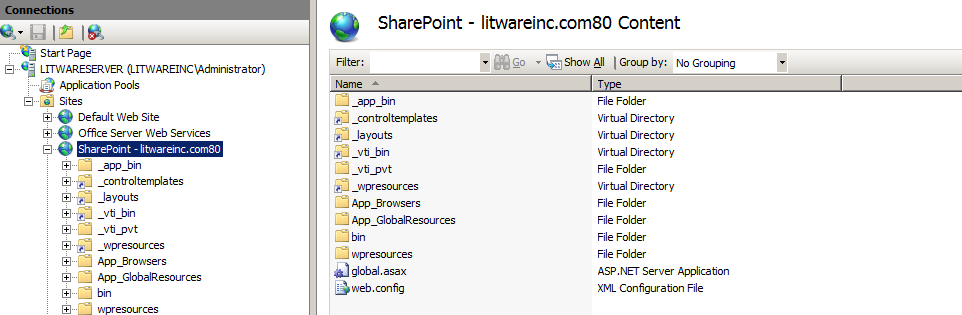 Connections
Start Page
LITWARESERVER (LITWAREINC\Administrator)
Application Pools
Sites
Default Web Site
Office Server Web Services
SharePoint - litwareinc.com80
_app_bin
_controltemplates
_layouts
_vti_bin
_vti_pvt
_wpresources
App_Browsers
App_GlobalResources
bin
wpresources
SharePoint - litwareinc.com80 Content
Filter: Go Show All Group by: No Grouping
Name Type
_app_bin File Folder
_controltemplates Virtual Directory
_layouts Virtual Directory
_vti_bin Virtual Directory
_vti_pvt File Folder
_wpresources Virtual Directory
App_Browsers File Folder
App_GlobalResources File Folder
bin File Folder
wpresources File Folder
global.asax ASP.NET Server Application
web.config XML Configuration File